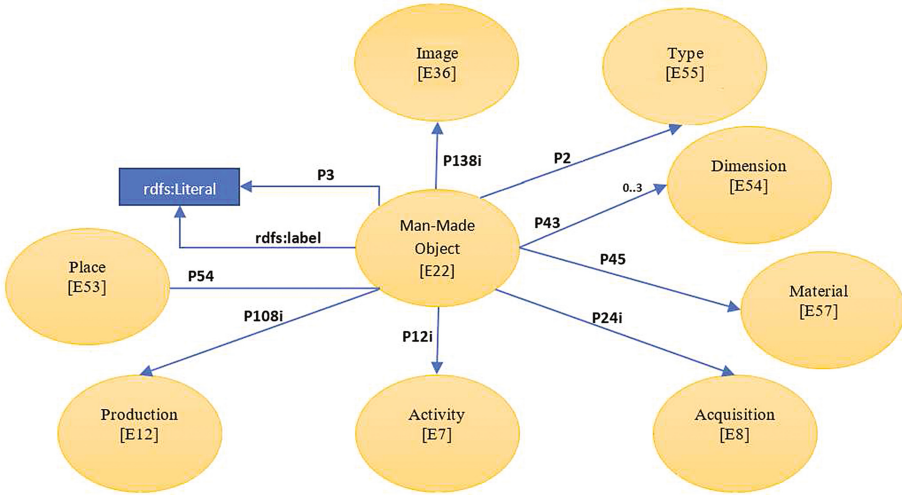 Image
[E36]
Type
[E55]
P138i
P2
Dimension
[E54]
0..3
P3
rdfs:Literal
Man-Made
Object
[E22]
P43
rdfs:label
P45
Place
[E53]
P54
Material
[E57]
P108i
P12i
P24i
Production
[E12]
Activity
[E7]
Acquisition
[E8]